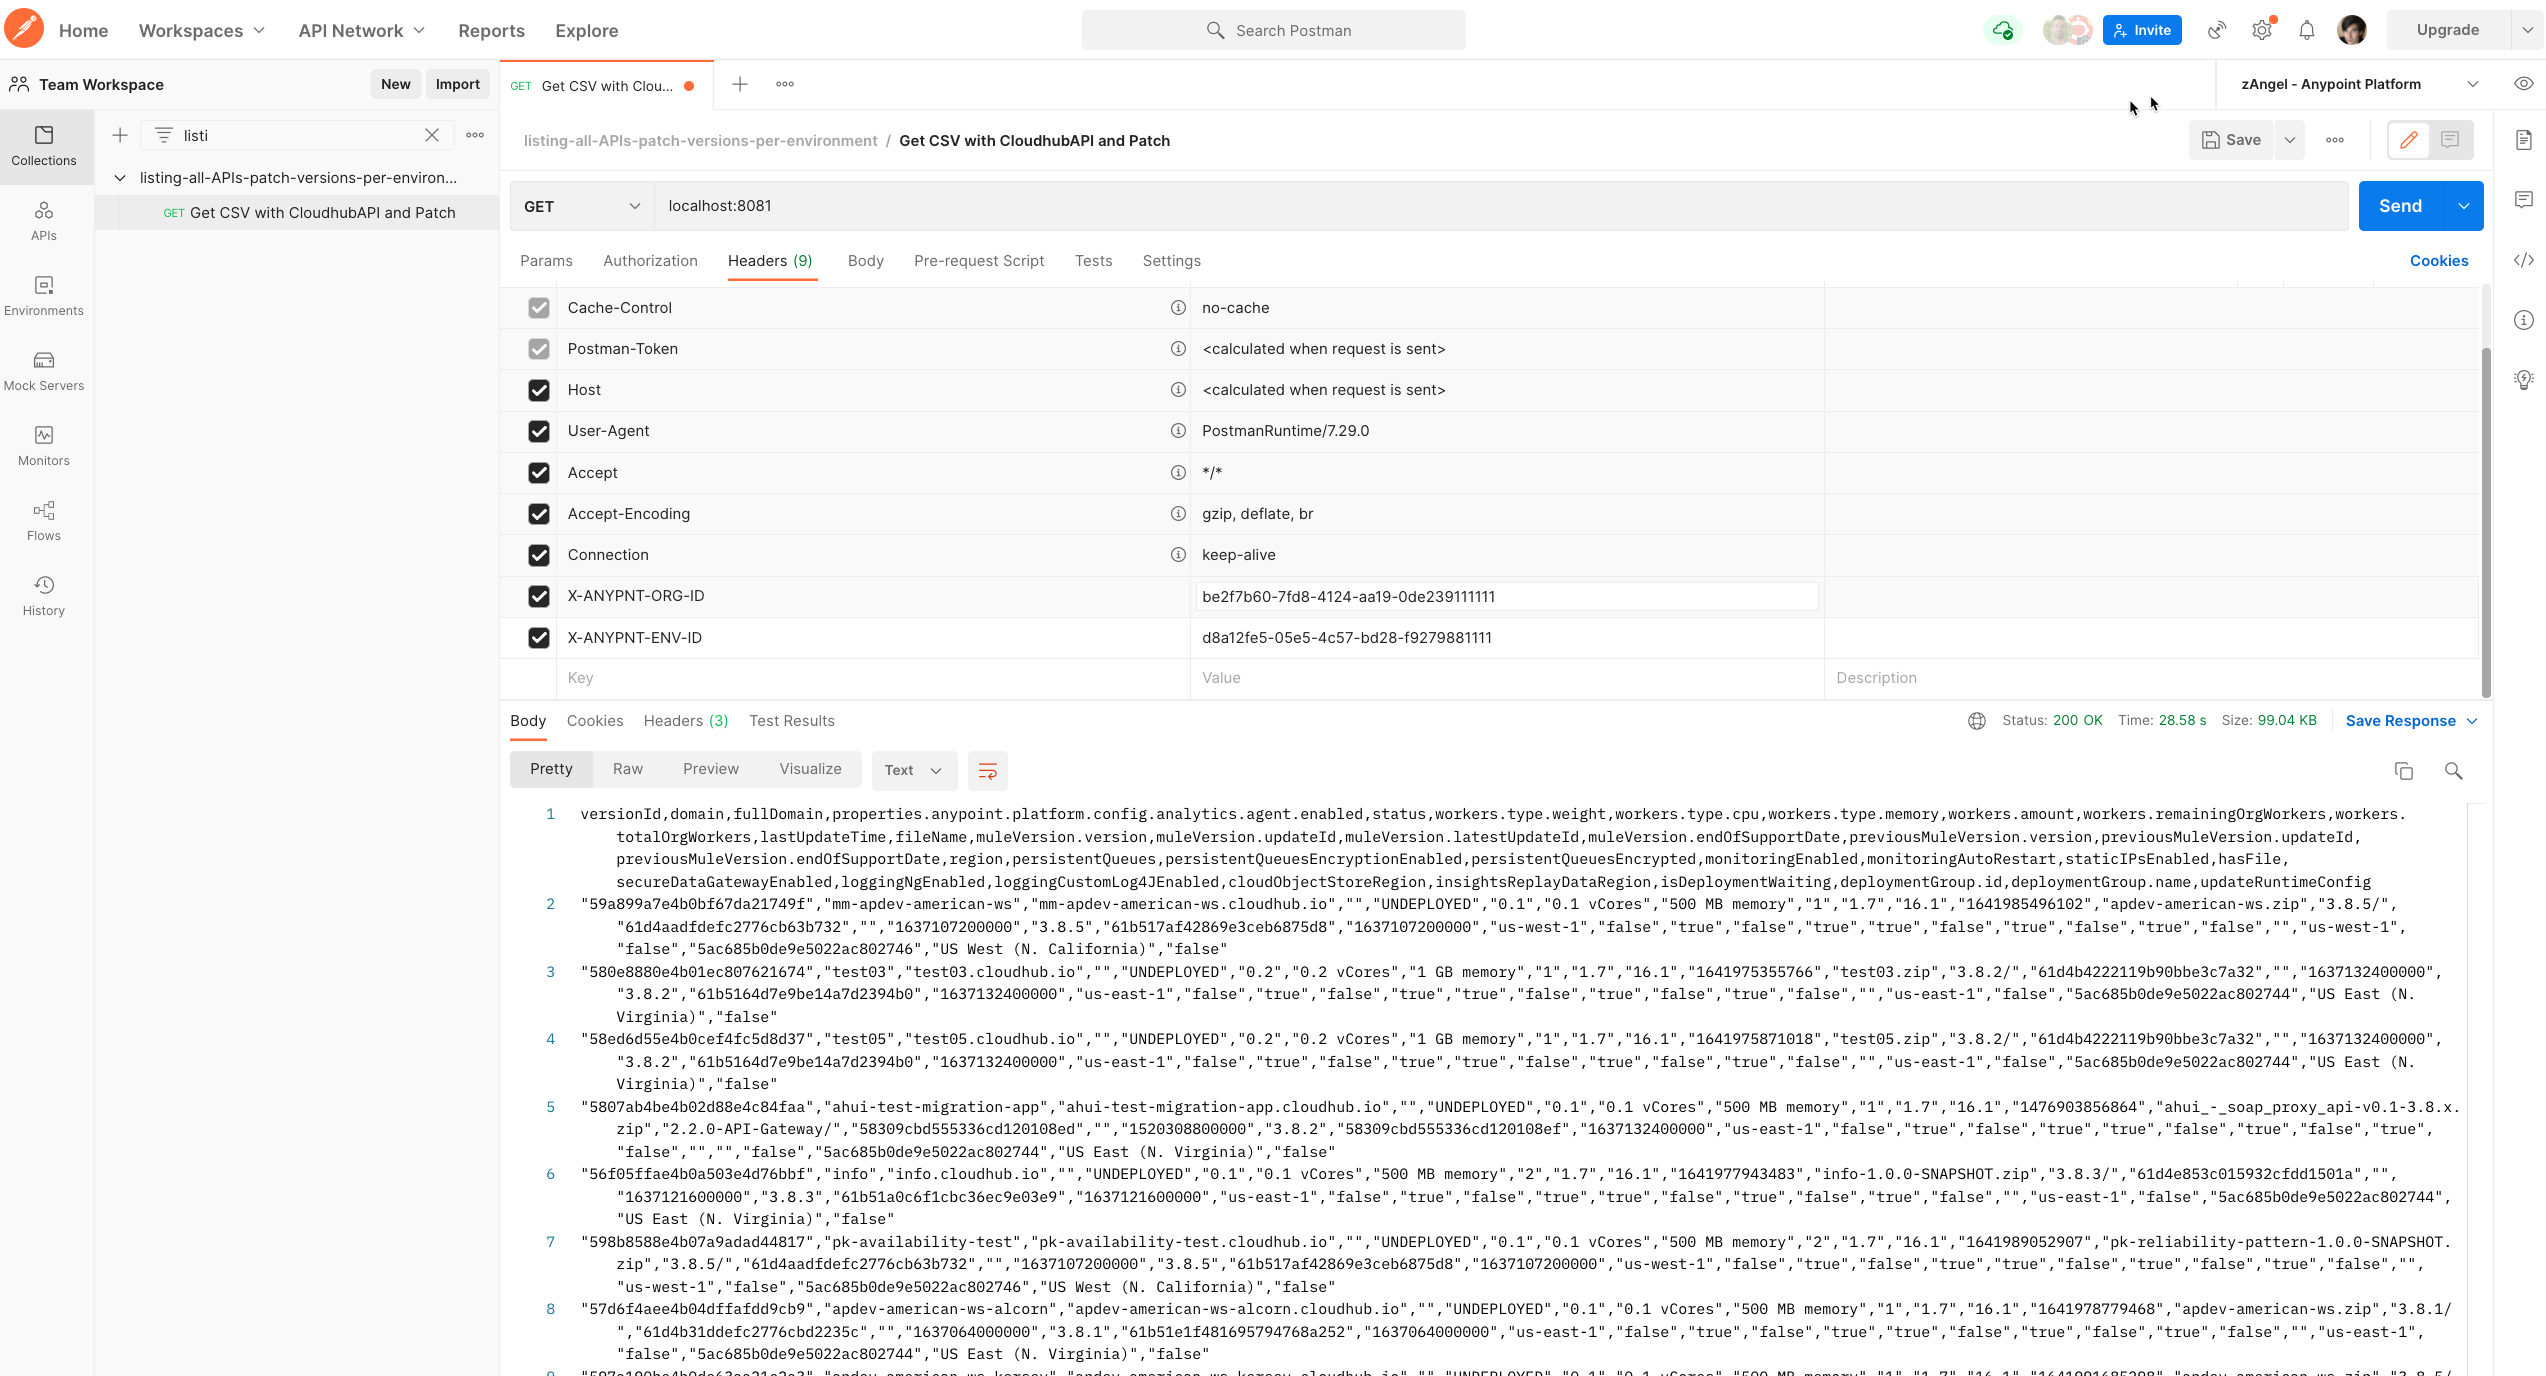 Home
Workspaces
API Network
Reports
Explore
Search Postman
Invite
Upgrade
Team Workspace
New
Import
GET Get CSV with Clou...
zAngel - Anypoint Platform
Collections
APIs
Environments
Mock Servers
Monitors
Flows
History
listi
listing-all-APIs-patch-versions-per-environ...
GET Get CSV with CloudhubAPI and Patch
listing-all-APIs-patch-versions-per-environment / Get CSV with CloudhubAPI and Patch
Save
GET
localhost:8081
Send
Params
Authorization
Headers (9)
Body
Pre-request Script
Tests
Settings
Cookies
Cache-Control no-cache
Postman-Token <calculated when request is sent>
Host <calculated when request is sent>
User-Agent PostmanRuntime/7.29.0
Accept */*
Accept-Encoding gzip, deflate, br
Connection keep-alive
X-ANYPNT-ORG-ID be2f7b60-7fd8-4124-aa19-0de239111111
X-ANYPNT-ENV-ID d8a12fe5-05e5-4c57-bd28-f9279881111
Key Value Description
Body
Cookies
Headers (3)
Test Results
Status: 200 OK Time: 28.58 s Size: 99.04 KB
Save Response
Pretty
Raw
Preview
Visualize
Text
1 versionId,domain,fullDomain,properties.anypoint.platform.config.analytics.agent.enabled,status,workers.type.weight,workers.type.cpu,workers.type.memory,workers.amount,workers.remainingOrgWorkers,workers.
totalOrgWorkers,lastUpdateTime,fileName,muleVersion.version,muleVersion.updateId,muleVersion.latestUpdateId,muleVersion.endOfSupportDate,previousMuleVersion.version,previousMuleVersion.updateId,
previousMuleVersion.endOfSupportDate,region,persistentQueues,persistentQueuesEncryptionEnabled,persistentQueuesEncrypted,monitoringEnabled,monitoringAutoRestart,staticIPsEnabled,hasFile,
secureDataGatewayEnabled,loggingNgEnabled,loggingCustomLog4JEnabled,cloudObjectStoreRegion,insightsReplayDataRegion,isDeploymentWaiting,deploymentGroup.id,deploymentGroup.name,updateRuntimeConfig
2 "59a899a7e4b0bf67da21749f","mm-apdev-american-ws","mm-apdev-american-ws.cloudhub.io","","UNDEPLOYED","0.1","0.1 vCores","500 MB memory","1","1.7","16.1","1641985496102","apdev-american-ws.zip","3.8.5/",
"61d4aadfdefc2776cb63b732","","1637107200000","3.8.5","61b517af42869e3ceb6875d8","1637107200000","us-west-1","false","true","false","true","true","false","true","false","true","false","","us-west-1",
"false","5ac685b0de9e5022ac802746","US West (N. California)","false"
3 "580e8880e4b01ec807621674","test03","test03.cloudhub.io","","UNDEPLOYED","0.2","0.2 vCores","1 GB memory","1","1.7","16.1","1641975355766","test03.zip","3.8.2/","61d4b4222119b90bbe3c7a32","","1637132400000",
"3.8.2","61b5164d7e9be14a7d2394b0","1637132400000","us-east-1","false","true","false","true","true","false","true","false","true","false","","us-east-1","false","5ac685b0de9e5022ac802744","US East (N.
Virginia)","false"
4 "58ed6d55e4b0cef4fc5d8d37","test05","test05.cloudhub.io","","UNDEPLOYED","0.2","0.2 vCores","1 GB memory","1","1.7","16.1","1641975871018","test05.zip","3.8.2/","61d4b4222119b90bbe3c7a32","","1637132400000",
"3.8.2","61b5164d7e9be14a7d2394b0","1637132400000","us-east-1","false","true","false","true","true","false","true","false","true","false","","us-east-1","false","5ac685b0de9e5022ac802744","US East (N.
Virginia)","false"
5 "5807ab4be4b02d88e4c84faa","ahui-test-migration-app","ahui-test-migration-app.cloudhub.io","","UNDEPLOYED","0.1","0.1 vCores","500 MB memory","1","1.7","16.1","1476903856864","ahui_-_soap_proxy_api-v0.1-3.8.x.
zip","2.2.0-API-Gateway/","58309cbd555336cd120108ed","","1520308800000","3.8.2","58309cbd555336cd120108ef","1637132400000","us-east-1","false","true","false","true","true","false","true","false","true",
"false","","","false","5ac685b0de9e5022ac802744","US East (N. Virginia)","false"
6 "56f05ffae4b0a503e4d76bbf","info","info.cloudhub.io","","UNDEPLOYED","0.1","0.1 vCores","500 MB memory","2","1.7","16.1","1641977943483","info-1.0.0-SNAPSHOT.zip","3.8.3/","61d4e853c015932cfdd1501a","",
"1637121600000","3.8.3","61b51a0c6f1cbc36ec9e03e9","1637121600000","us-east-1","false","true","false","true","true","false","true","false","true","false","","us-east-1","false","5ac685b0de9e5022ac802744",
"US East (N. Virginia)","false"
7 "598b8588e4b07a9adad44817","pk-availability-test","pk-availability-test.cloudhub.io","","UNDEPLOYED","0.1","0.1 vCores","500 MB memory","2","1.7","16.1","1641989052907","pk-reliability-pattern-1.0.0-SNAPSHOT.
zip","3.8.5/","61d4aadfdefc2776cb63b732","","1637107200000","3.8.5","61b517af42869e3ceb6875d8","1637107200000","us-west-1","false","true","false","true","true","false","true","false","true","false","",
"us-west-1","false","5ac685b0de9e5022ac802746","US West (N. California)","false"
8 "57d6f4aee4b04dffafdd9cb9","apdev-american-ws-alcorn","apdev-american-ws-alcorn.cloudhub.io","","UNDEPLOYED","0.1","0.1 vCores","500 MB memory","1","1.7","16.1","1641978779468","apdev-american-ws.zip","3.8.1/
","61d4b31ddefc2776cbd2235c","","1637064000000","3.8.1","61b51e1f481695794768a252","1637064000000","us-east-1","false","true","false","true","true","false","true","false","true","false","","us-east-1",
"false","5ac685b0de9e5022ac802744","US East (N. Virginia)","false"